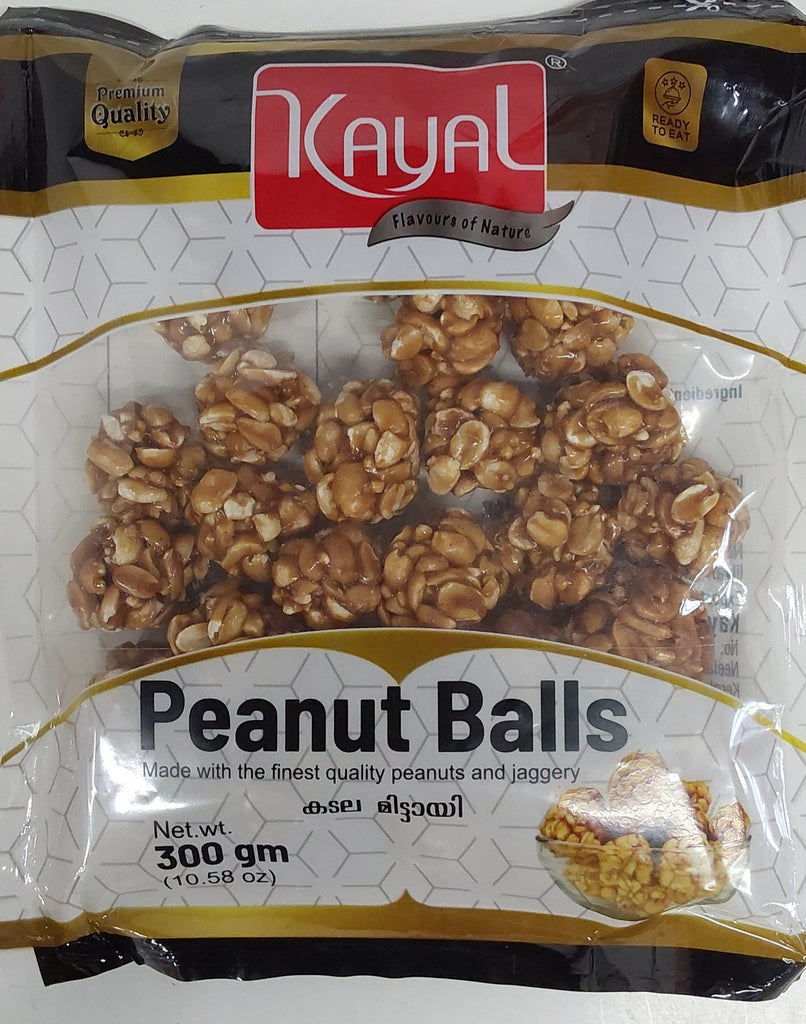 Premium
Quality
KAYAL®
Flavours of Nature
READY
TO EAT
Peanut Balls
Made with the finest quality peanuts and jaggery
കടല മിട്ടായി
Net.wt.
300 gm
(10.58 oz)